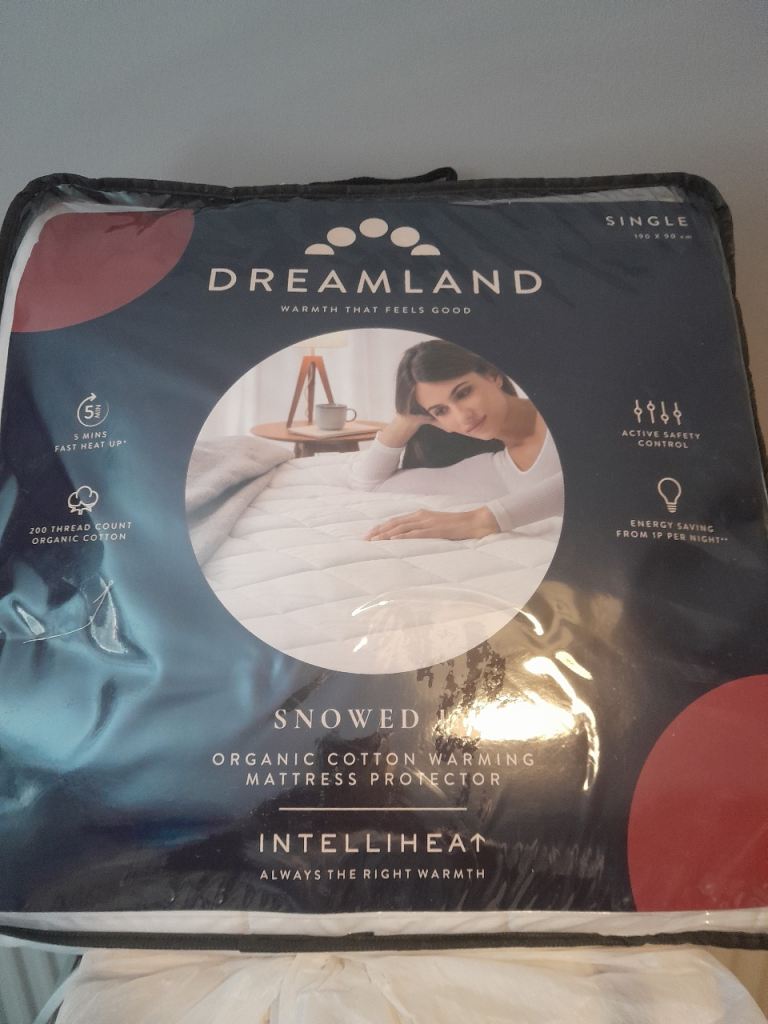 SINGLE
190 X 90 cm
DREAMLAND
WARMTH THAT FEELS GOOD
5 MIN
5 MINS
FAST HEAT UP*
200 THREAD COUNT
ORGANIC COTTON
ACTIVE SAFETY
CONTROL
ENERGY SAVING
FROM 1P PER NIGHT**
SNOWED
ORGANIC COTTON WARMING
MATTRESS PROTECTOR
INTELLIHEAT
ALWAYS THE RIGHT WARMTH